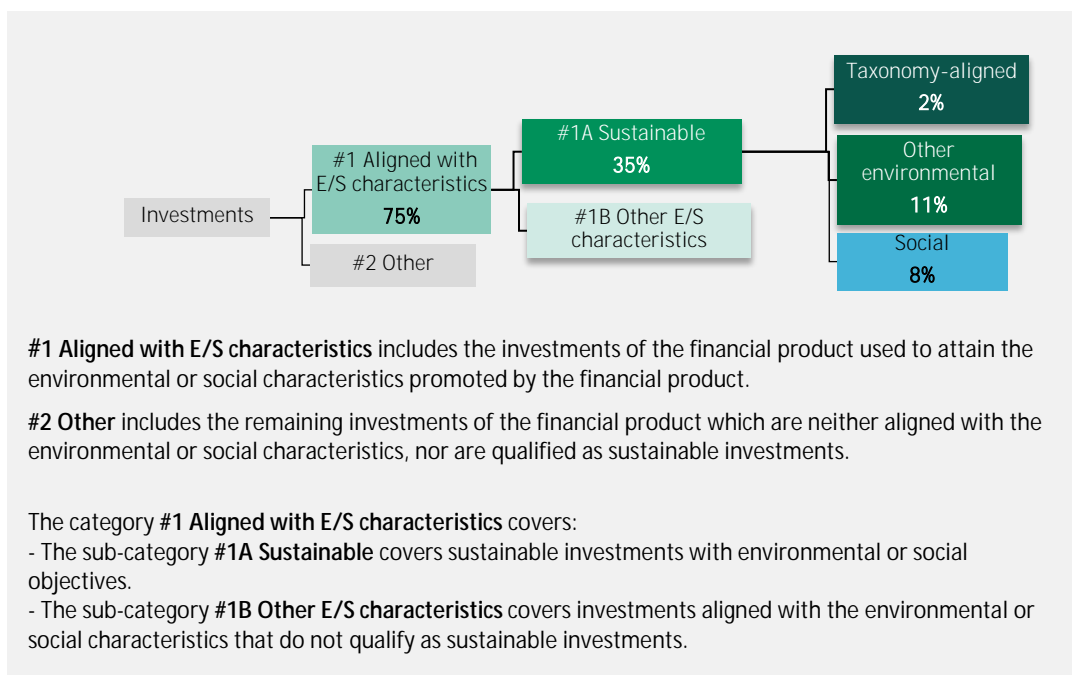 Investments
#1 Aligned with
E/S characteristics
75%
#2 Other
#1A Sustainable
35%
#1B Other E/S
characteristics
Taxonomy-aligned
2%
Other
environmental
11%
Social
8%
#1 Aligned with E/S characteristics includes the investments of the financial product used to attain the
environmental or social characteristics promoted by the financial product.
#2 Other includes the remaining investments of the financial product which are neither aligned with the
environmental or social characteristics, nor are qualified as sustainable investments.
The category #1 Aligned with E/S characteristics covers:
- The sub-category #1A Sustainable covers sustainable investments with environmental or social
objectives.
- The sub-category #1B Other E/S characteristics covers investments aligned with the environmental or
social characteristics that do not qualify as sustainable investments.